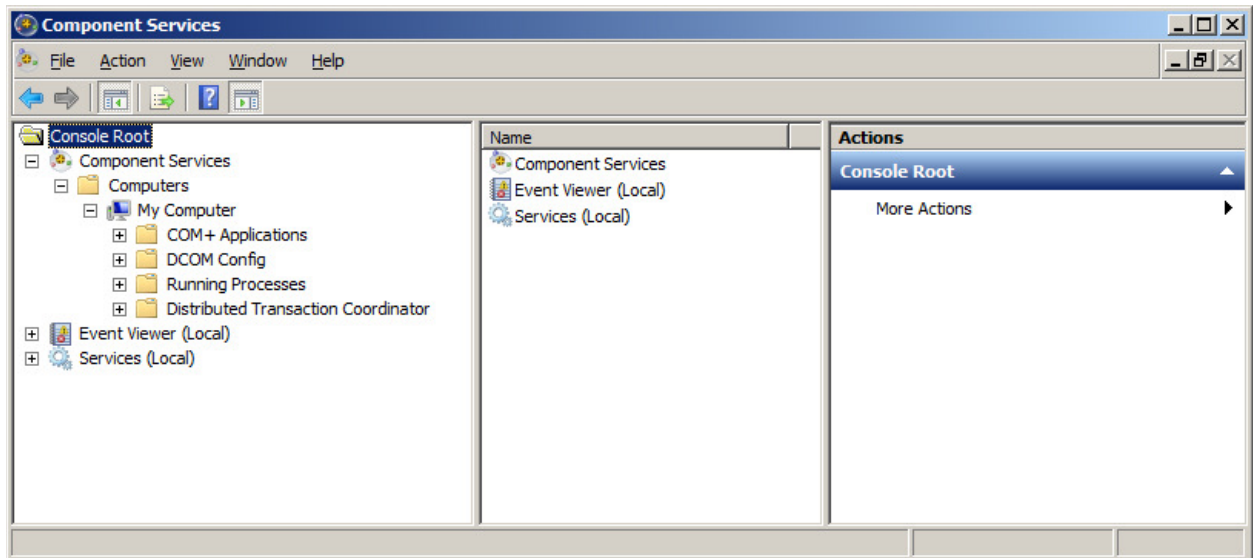 Component Services
File Action View Window Help
Console Root
Component Services
Computers
My Computer
COM+ Applications
DCOM Config
Running Processes
Distributed Transaction Coordinator
Event Viewer (Local)
Services (Local)
Name
Component Services
Event Viewer (Local)
Services (Local)
Actions
Console Root
More Actions